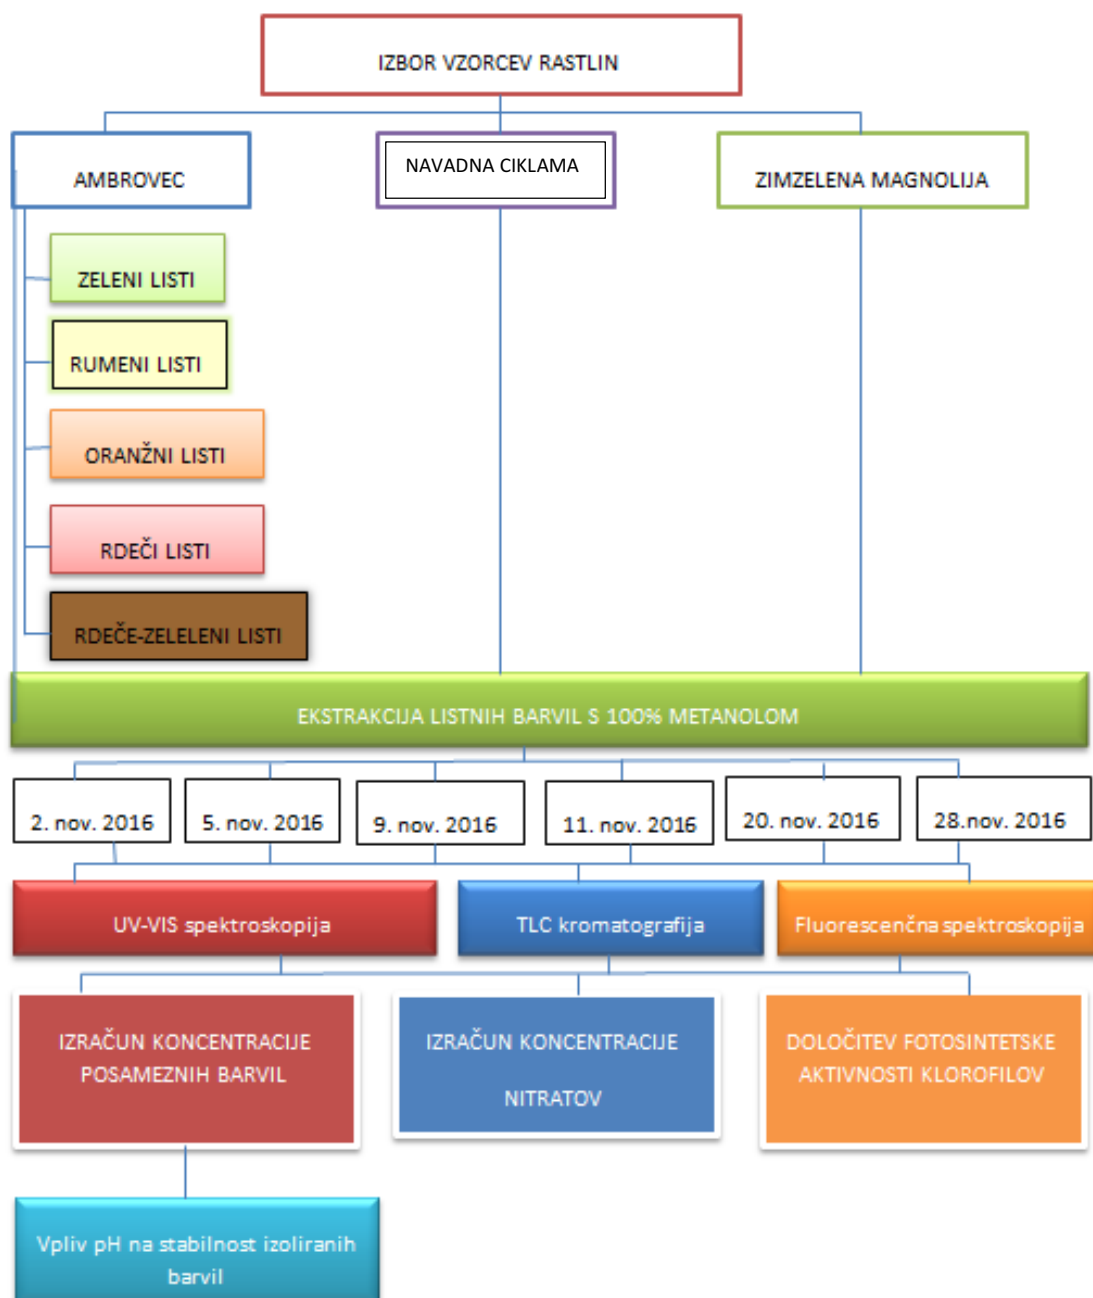 IZBOR VZORCEV RASTLIN
AMBROVEC
NAVADNA CIKLAMA
ZIMZELENA MAGNOLIJA
ZELENI LISTI
RUMENI LISTI
ORANŽNI LISTI
RDEČI LISTI
RDEČE-ZELELENI LISTI
EKSTRAKCIJA LISTNIH BARVIL S 100% METANOLOM
2. nov. 2016
5. nov. 2016
9. nov. 2016
11. nov. 2016
20. nov. 2016
28.nov. 2016
UV-VIS spektroskopija
TLC kromatografija
Fluorescenčna spektroskopija
IZRAČUN KONCENTRACIJE
POSAMEZNIH BARVIL
IZRAČUN KONCENTRACIJE
NITRATOV
DOLOČITEV FOTOSINTETSKE
AKTIVNOSTI KLOROFILOV
Vpliv pH na stabilnost izoliranih
barvil